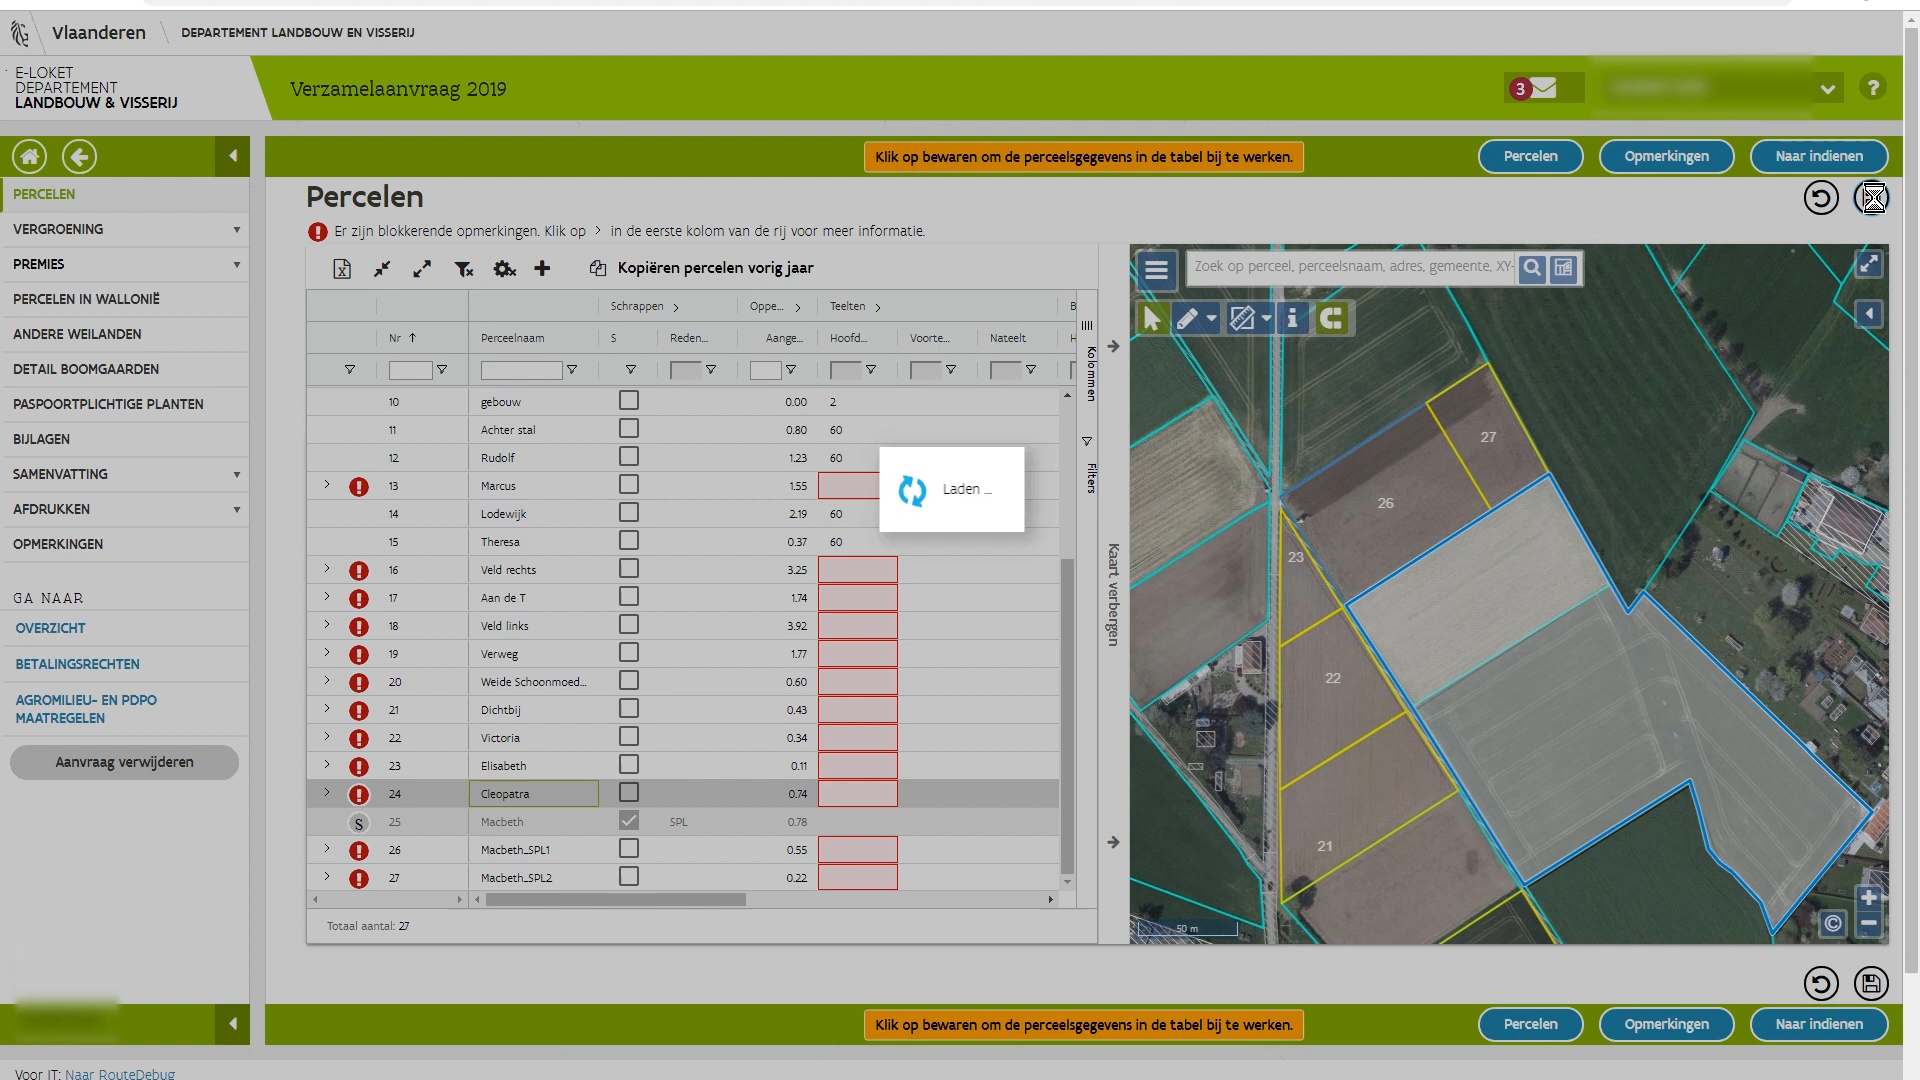 Vlaanderen DEPARTEMENT LANDBOUW EN VISSERIJ
E-LOKET
DEPARTEMENT
LANDBOUW & VISSERIJ
Verzamelaanvraag 2019
3
?
Klik op bewaren om de perceelsgegevens in de tabel bij te werken.
Percelen Opmerkingen Naar indienen
PERCELEN
VERGROENING
PREMIES
PERCELEN IN WALLONIË
ANDERE WEILANDEN
DETAIL BOOMGAARDEN
PASPOORTPLICHTIGE PLANTEN
BIJLAGEN
SAMENVATTING
AFDRUKKEN
OPMERKINGEN
GA NAAR
OVERZICHT
BETALINGSRECHTEN
AGROMILIEU- EN PDPO
MAATREGELEN
Aanvraag verwijderen
Percelen
Er zijn blokkerende opmerkingen. Klik op > in de eerste kolom van de rij voor meer informatie.
Kopiëren percelen vorig jaar
Schrappen > Oppe... > Teelten > B
Nr ↑ Perceelnaam S Reden... Aange... Hoofd... Voorte... Nateelt H
10 gebouw 0.00 2
11 Achter stal 0.80 60
12 Rudolf 1.23 60
> 13 Marcus 1.55
14 Lodewijk 2.19 60
15 Theresa 0.37 60
> 16 Veld rechts 3.25
> 17 Aan de T 1.74
> 18 Veld links 3.92
> 19 Verweg 1.77
> 20 Weide Schoonmoed... 0.60
> 21 Dichtbij 0.43
> 22 Victoria 0.34
> 23 Elisabeth 0.11
> 24 Cleopatra 0.74
S 25 Macbeth SPL 0.78
> 26 Macbeth_SPL1 0.55
> 27 Macbeth_SPL2 0.22
Totaal aantal: 27
Laden ...
Kolommen
Filters
Kaart verbergen
Zoek op perceel, perceelsnaam, adres, gemeente, XY-
27
26
23
22
21
50 m
©
Klik op bewaren om de perceelsgegevens in de tabel bij te werken.
Percelen Opmerkingen Naar indienen
Voor IT: Naar RouteDebug